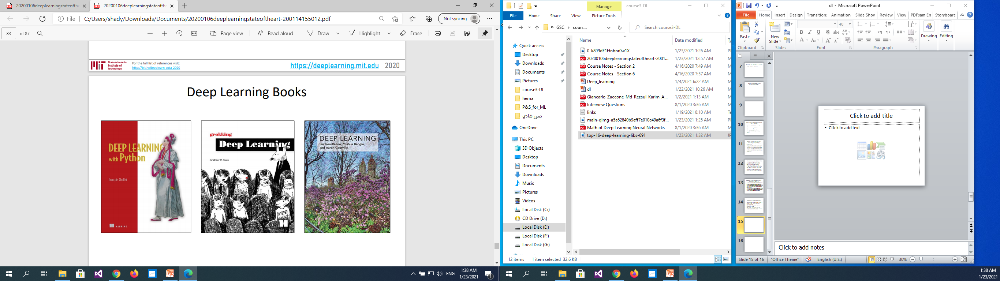 20200106deeplearningstateofthe
20200106deeplearningstateofthe
File
C:/Users/shady/Downloads/Documents/20200106deeplearningstateoftheart-200114155012.pdf
Not syncing
83 of 87
Page view
Read aloud
Draw
Highlight
Erase
MIT Massachusetts Institute of Technology
For the full list of references visit:
http://bit.ly/deeplearn-sota-2020
https://deeplearning.mit.edu 2020
Deep Learning Books
DEEP LEARNING
with Python
François Chollet
MANNING
grokking
Deep Learning
Andrew W. Trask
DEEP LEARNING
Ian Goodfellow, Yoshua Bengio,
and Aaron Courville
ENG
1:38 AM
1/23/2021
1
Manage
course3-DL
File Home Share View Picture Tools
« GSC › cours...
Search course3-DL
Quick access
Desktop
Downloads
Documents
Pictures
course3-DL
hema
P&S_for_ML
صور شادي
OneDrive
This PC
3D Objects
Desktop
Documents
Downloads
Music
Pictures
Videos
Local Disk (C:)
CD Drive (D:)
Local Disk (E:)
Local Disk (F:)
Local Disk (G:)
Name Date modified Ty
0_k899dE1Hnbnr0w1X 1/23/2021 1:26 AM
20200106deeplearningstateoftheart-2001... 1/23/2021 12:57 AM
Course Notes - Section 2 4/16/2020 7:49 AM
Course Notes - Section 6 4/16/2020 7:57 AM
Deep_learning 1/4/2021 6:22 AM
dl 1/22/2021 10:26 AM
Giancarlo_Zaccone_Md_Rezaul_Karim_A... 1/2/2021 1:13 AM
Interview Questions 8/1/2020 3:36 AM
links 1/19/2021 8:10 AM
main-qimg-a5a62840b9eff7e010c49a6f3f... 1/23/2021 1:25 AM
Math of Deep Learning Neural Networks 8/1/2020 3:36 AM
top-16-deep-learning-libs-691 1/23/2021 1:32 AM
12 items 1 item selected 32.6 KB
dl - Microsoft PowerPoint
File Home Insert Design Transitions Animation Slide Show Review View PDFsam En Storyboard
Paste
New Slide
40
Drawing
Editing
Clipboard Slides Font Paragraph
7
8
9
10
11
12
13
14
15
16
Click to add title
• Click to add text
Click to add notes
Slide 15 of 16 "Office Theme" English (U.S.) 30%
1:38 AM
1/23/2021